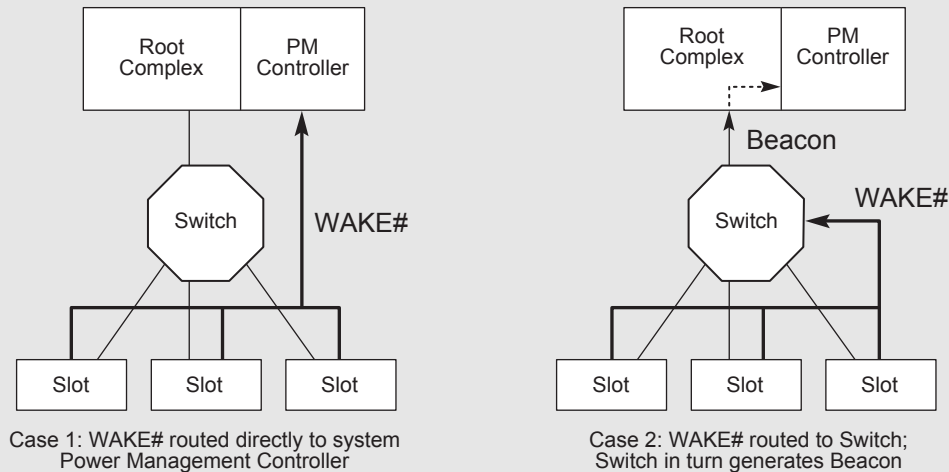 Root
Complex
PM
Controller
Switch
WAKE#
Slot
Slot
Slot
Case 1: WAKE# routed directly to system
Power Management Controller
Root
Complex
PM
Controller
Beacon
WAKE#
Switch
Slot
Slot
Slot
Case 2: WAKE# routed to Switch;
Switch in turn generates Beacon